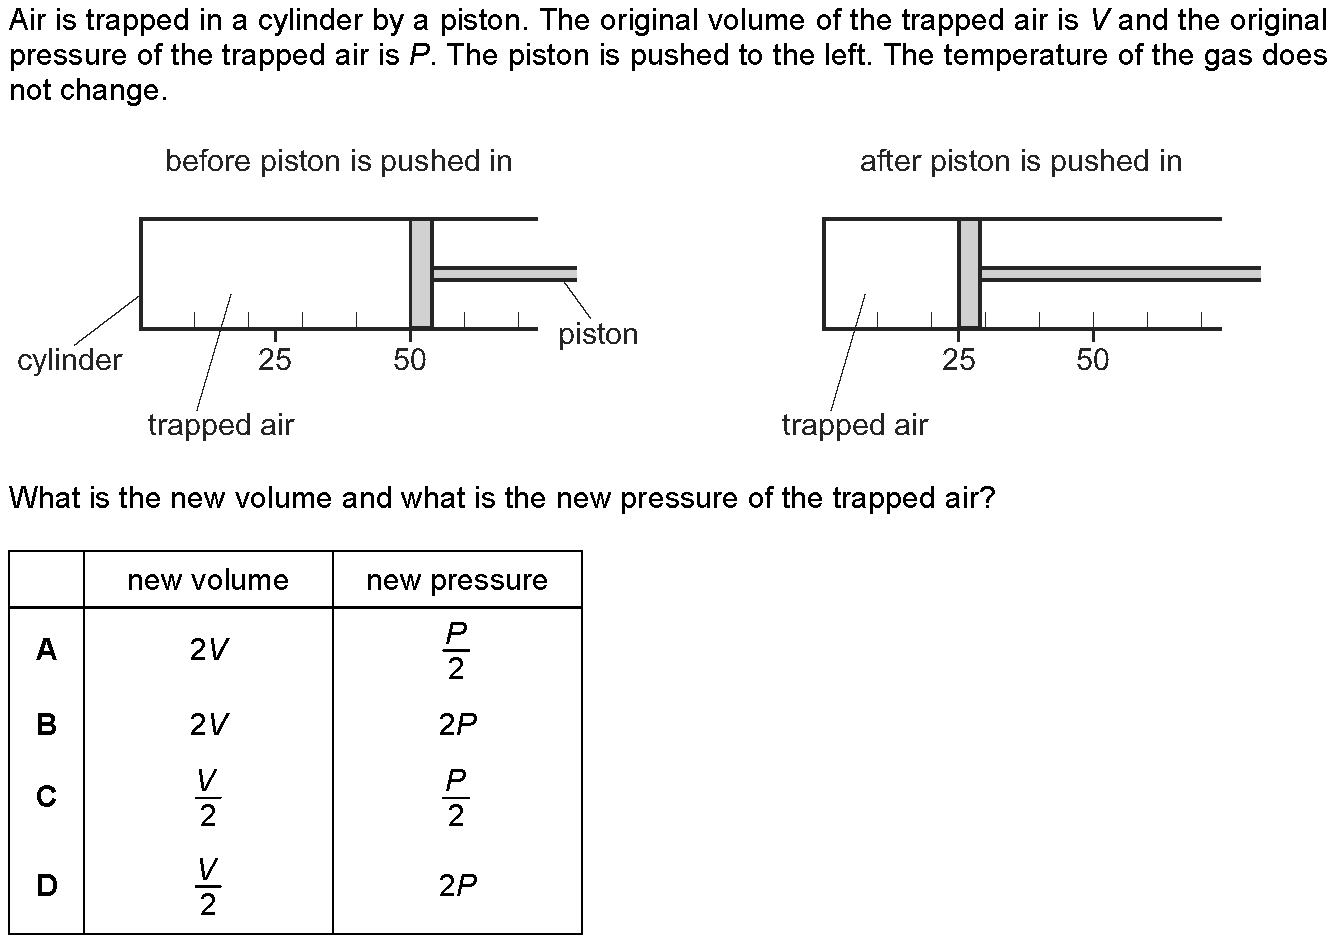 Air is trapped in a cylinder by a piston. The original volume of the trapped air is V and the original
pressure of the trapped air is P. The piston is pushed to the left. The temperature of the gas does
not change.
before piston is pushed in
after piston is pushed in
cylinder
25
50
piston
trapped air
25
50
trapped air
What is the new volume and what is the new pressure of the trapped air?
new volume new pressure
A 2V P/2
B 2V 2P
C V/2 P/2
D V/2 2P